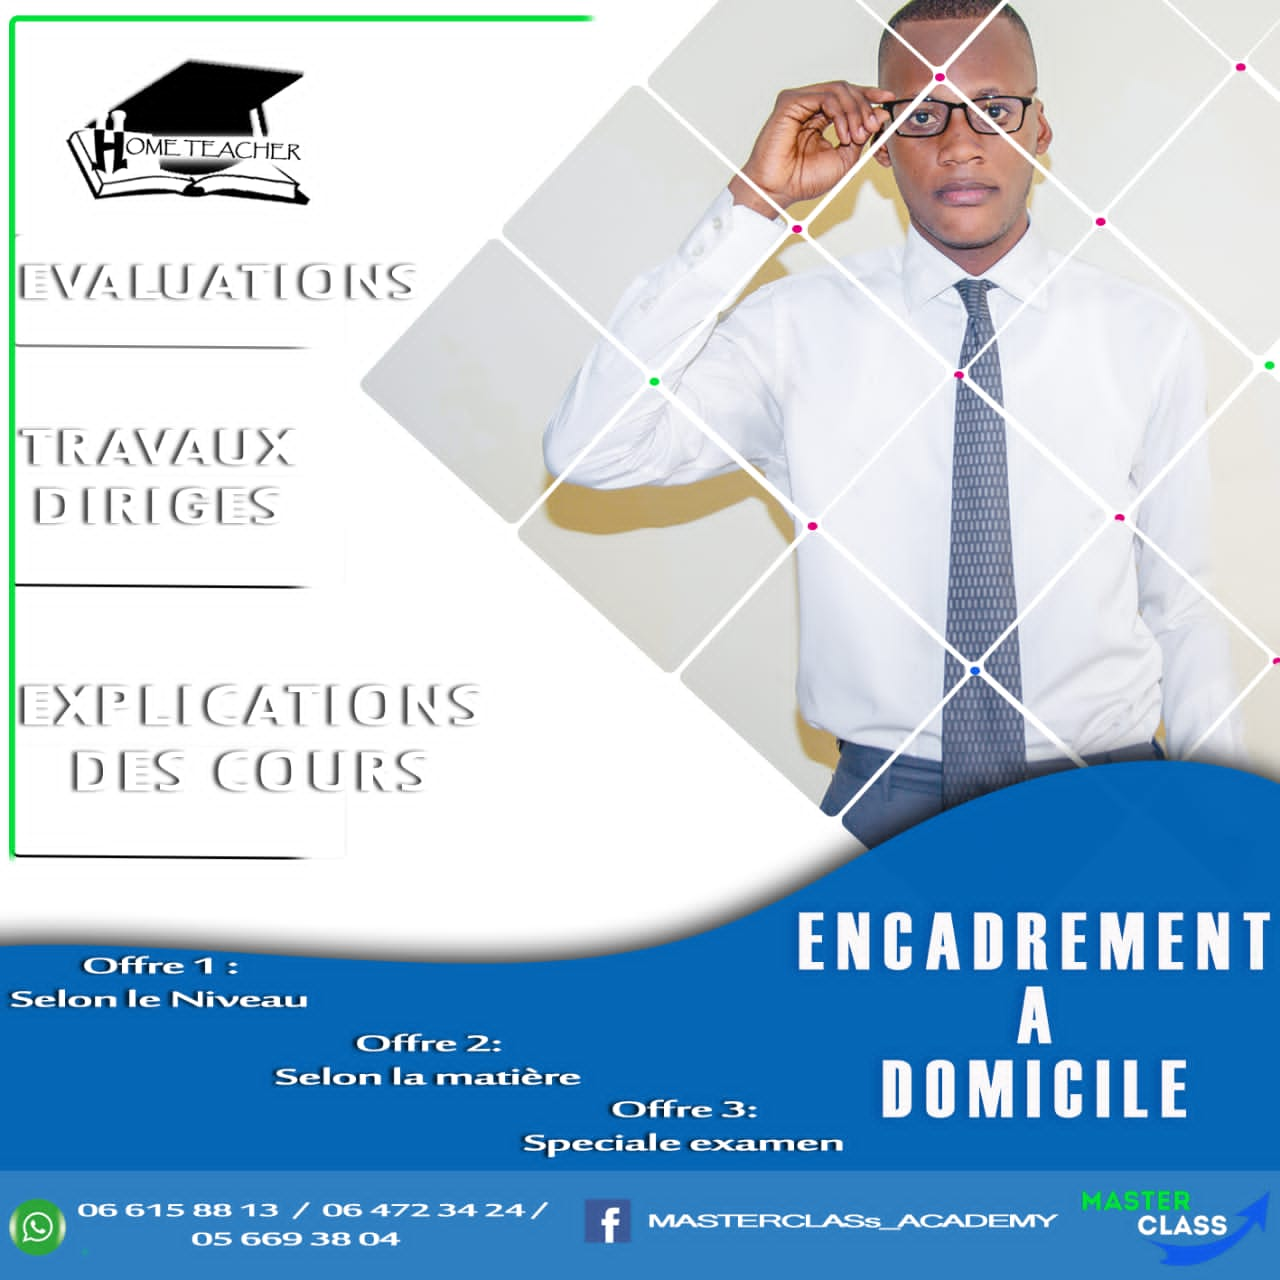 HOME TEACHER
EVALUATIONS
TRAVAUX
DIRIGES
EXPLICATIONS
DES COURS
ENCADREMENT
A
DOMICILE
Offre 1 :
Selon le Niveau
Offre 2:
Selon la matière
Offre 3:
Speciale examen
06 615 88 13 / 06 472 34 24 /
05 669 38 04
f
MASTERCLASs_ACADEMY
MASTER
CLASS